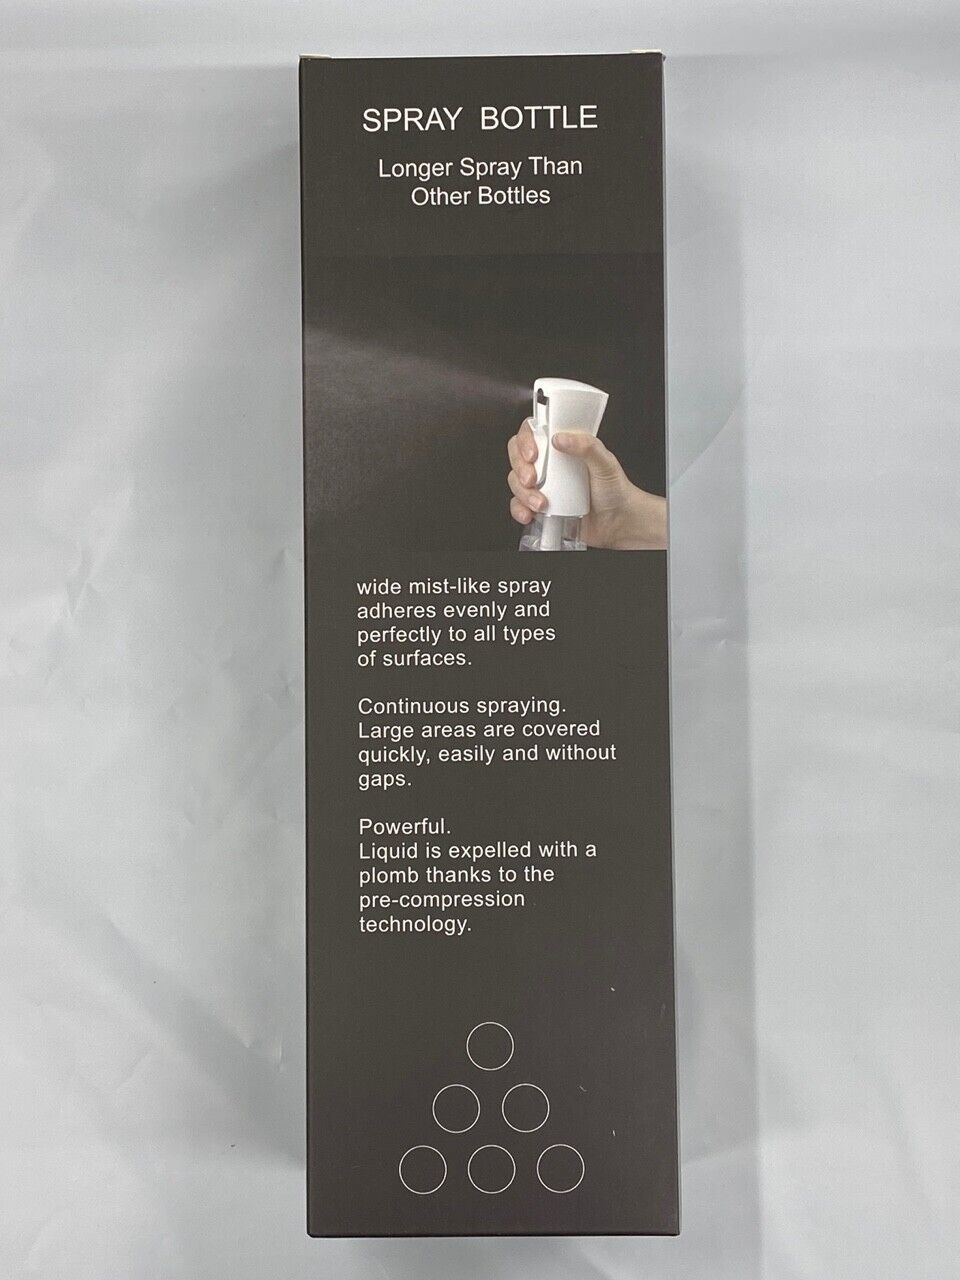 SPRAY BOTTLE
Longer Spray Than
Other Bottles
wide mist-like spray
adheres evenly and
perfectly to all types
of surfaces.
Continuous spraying.
Large areas are covered
quickly, easily and without
gaps.
Powerful.
Liquid is expelled with a
plomb thanks to the
pre-compression
technology.